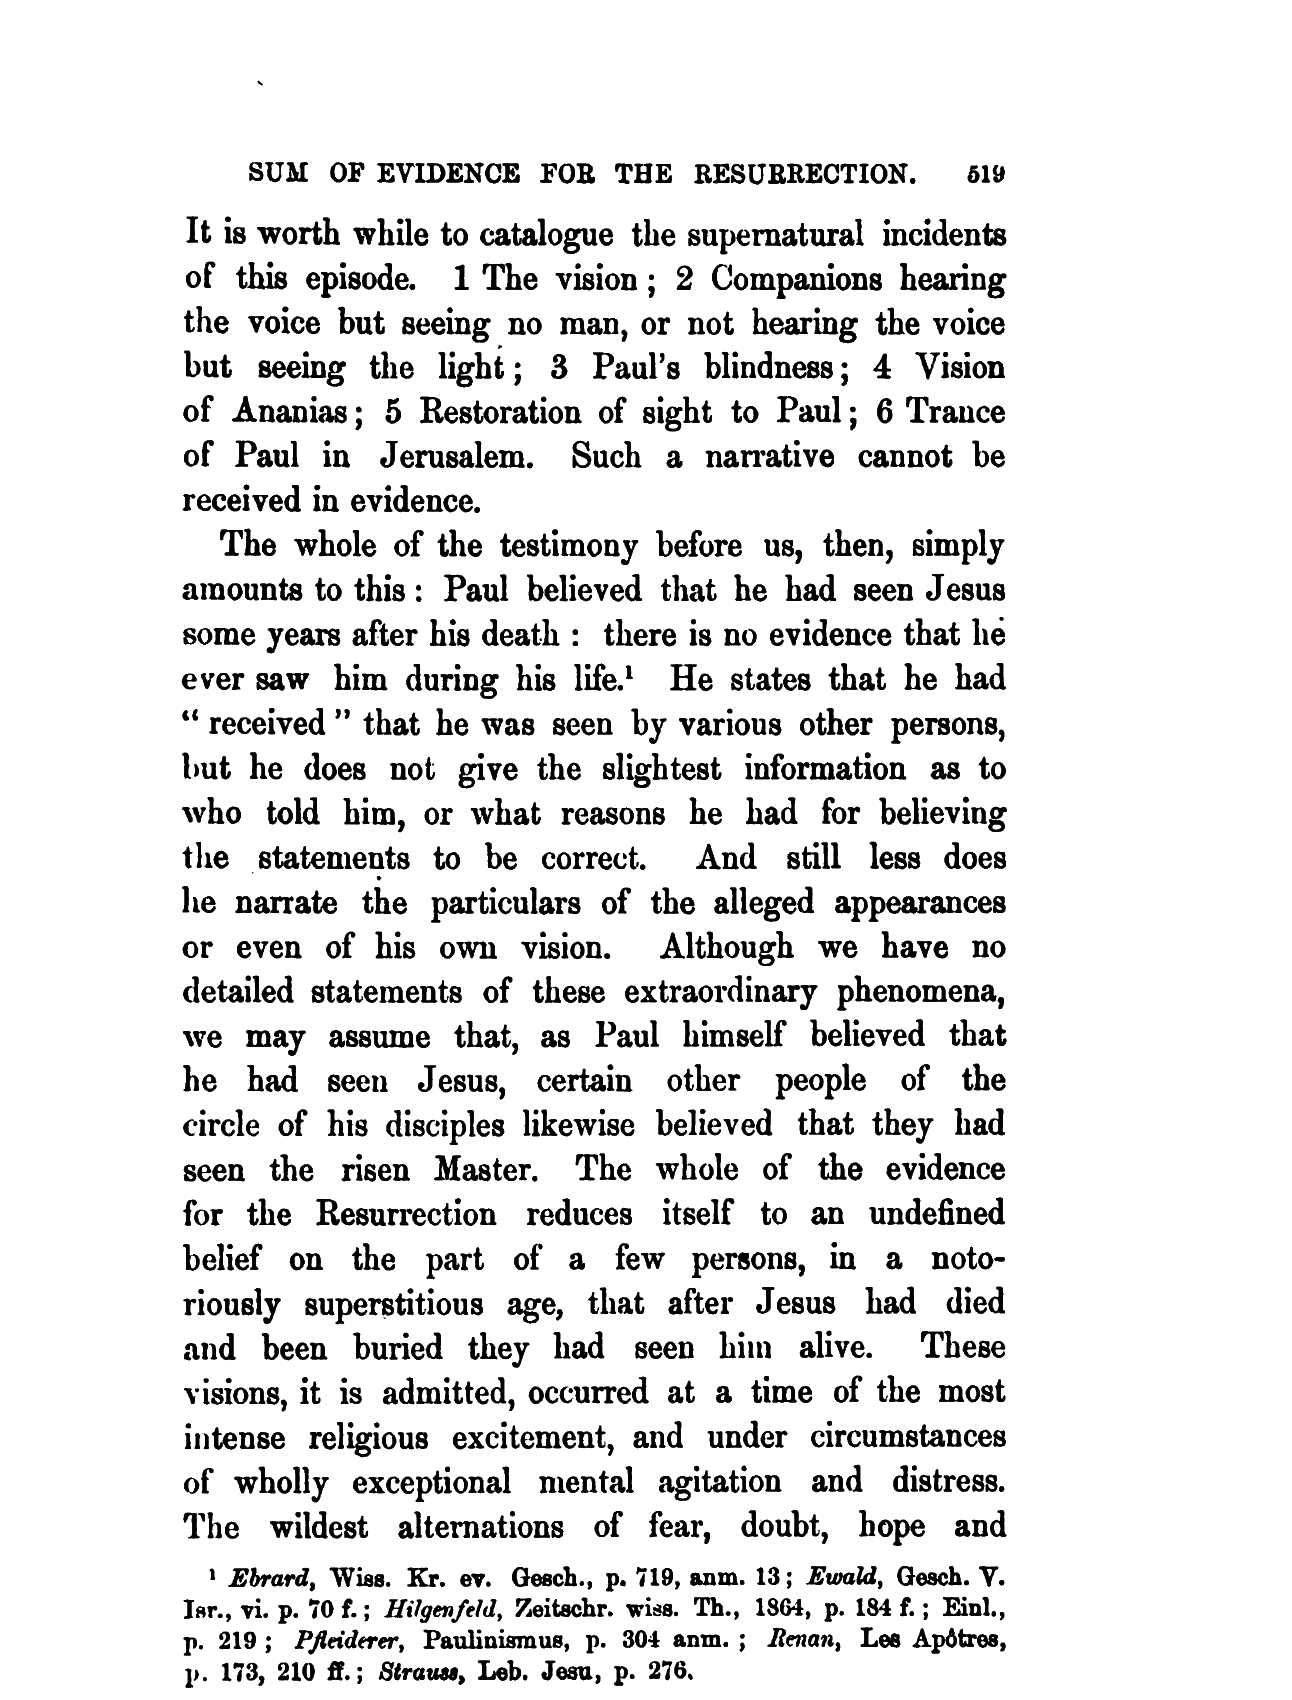 SUM OF EVIDENCE FOR THE RESURRECTION. 519
It is worth while to catalogue the supernatural incidents
of this episode. 1 The vision; 2 Companions hearing
the voice but seeing no man, or not hearing the voice
but seeing the light; 3 Paul's blindness; 4 Vision
of Ananias; 5 Restoration of sight to Paul; 6 Trance
of Paul in Jerusalem. Such a narrative cannot be
received in evidence.
The whole of the testimony before us, then, simply
amounts to this: Paul believed that he had seen Jesus
some years after his death: there is no evidence that he
ever saw him during his life.¹ He states that he had
"received" that he was seen by various other persons,
but he does not give the slightest information as to
who told him, or what reasons he had for believing
the statements to be correct. And still less does
he narrate the particulars of the alleged appearances
or even of his own vision. Although we have no
detailed statements of these extraordinary phenomena,
we may assume that, as Paul himself believed that
he had seen Jesus, certain other people of the
circle of his disciples likewise believed that they had
seen the risen Master. The whole of the evidence
for the Resurrection reduces itself to an undefined
belief on the part of a few persons, in a noto-
riously superstitious age, that after Jesus had died
and been buried they had seen him alive. These
visions, it is admitted, occurred at a time of the most
intense religious excitement, and under circumstances
of wholly exceptional mental agitation and distress.
The wildest alternations of fear, doubt, hope and
¹ Ebrard, Wiss. Kr. ev. Gesch., p. 719, anm. 13; Ewald, Gesch. V.
Isr., vi. p. 70 f.; Hilgenfeld, Zeitschr. wiss. Th., 1864, p. 184 f.; Einl.,
p. 219; Pfleiderer, Paulinismus, p. 304 anm.; Renan, Les Apôtres,
p. 173, 210 ff.; Strauss, Leb. Jesu, p. 276.